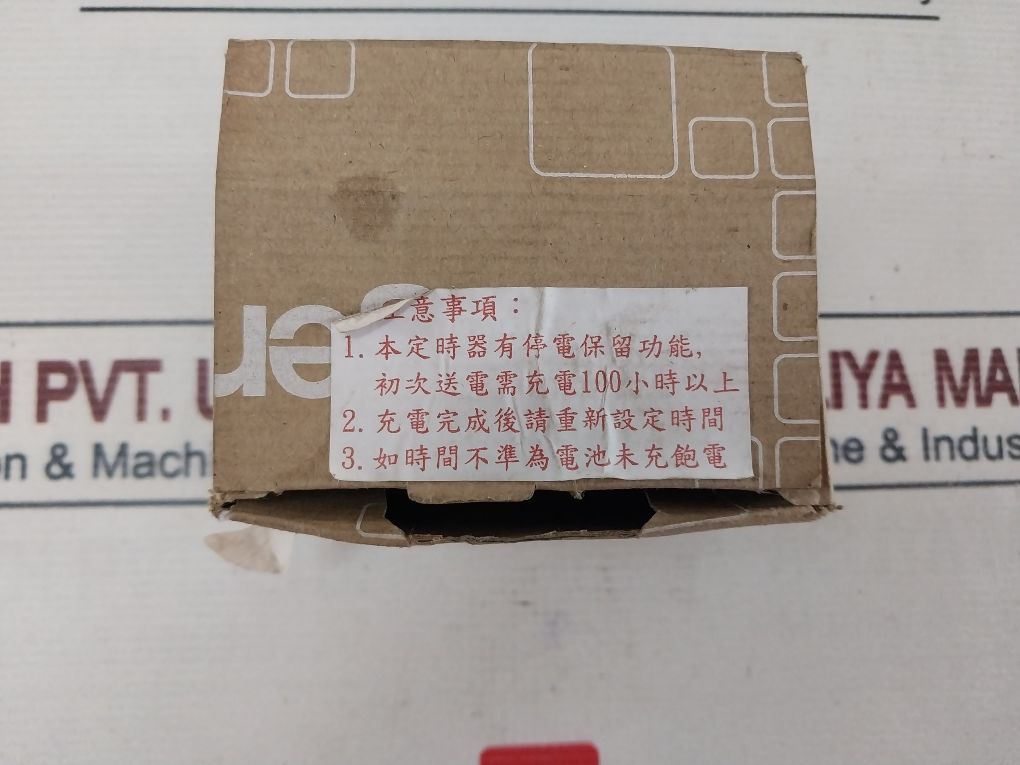 意事項：
1. 本定時器有停電保留功能,
初次送電需充電100小時以上
2. 充電完成後請重新設定時間
3. 如時間不準為電池未充飽電
PVT.
& Mach
MA
& Indus